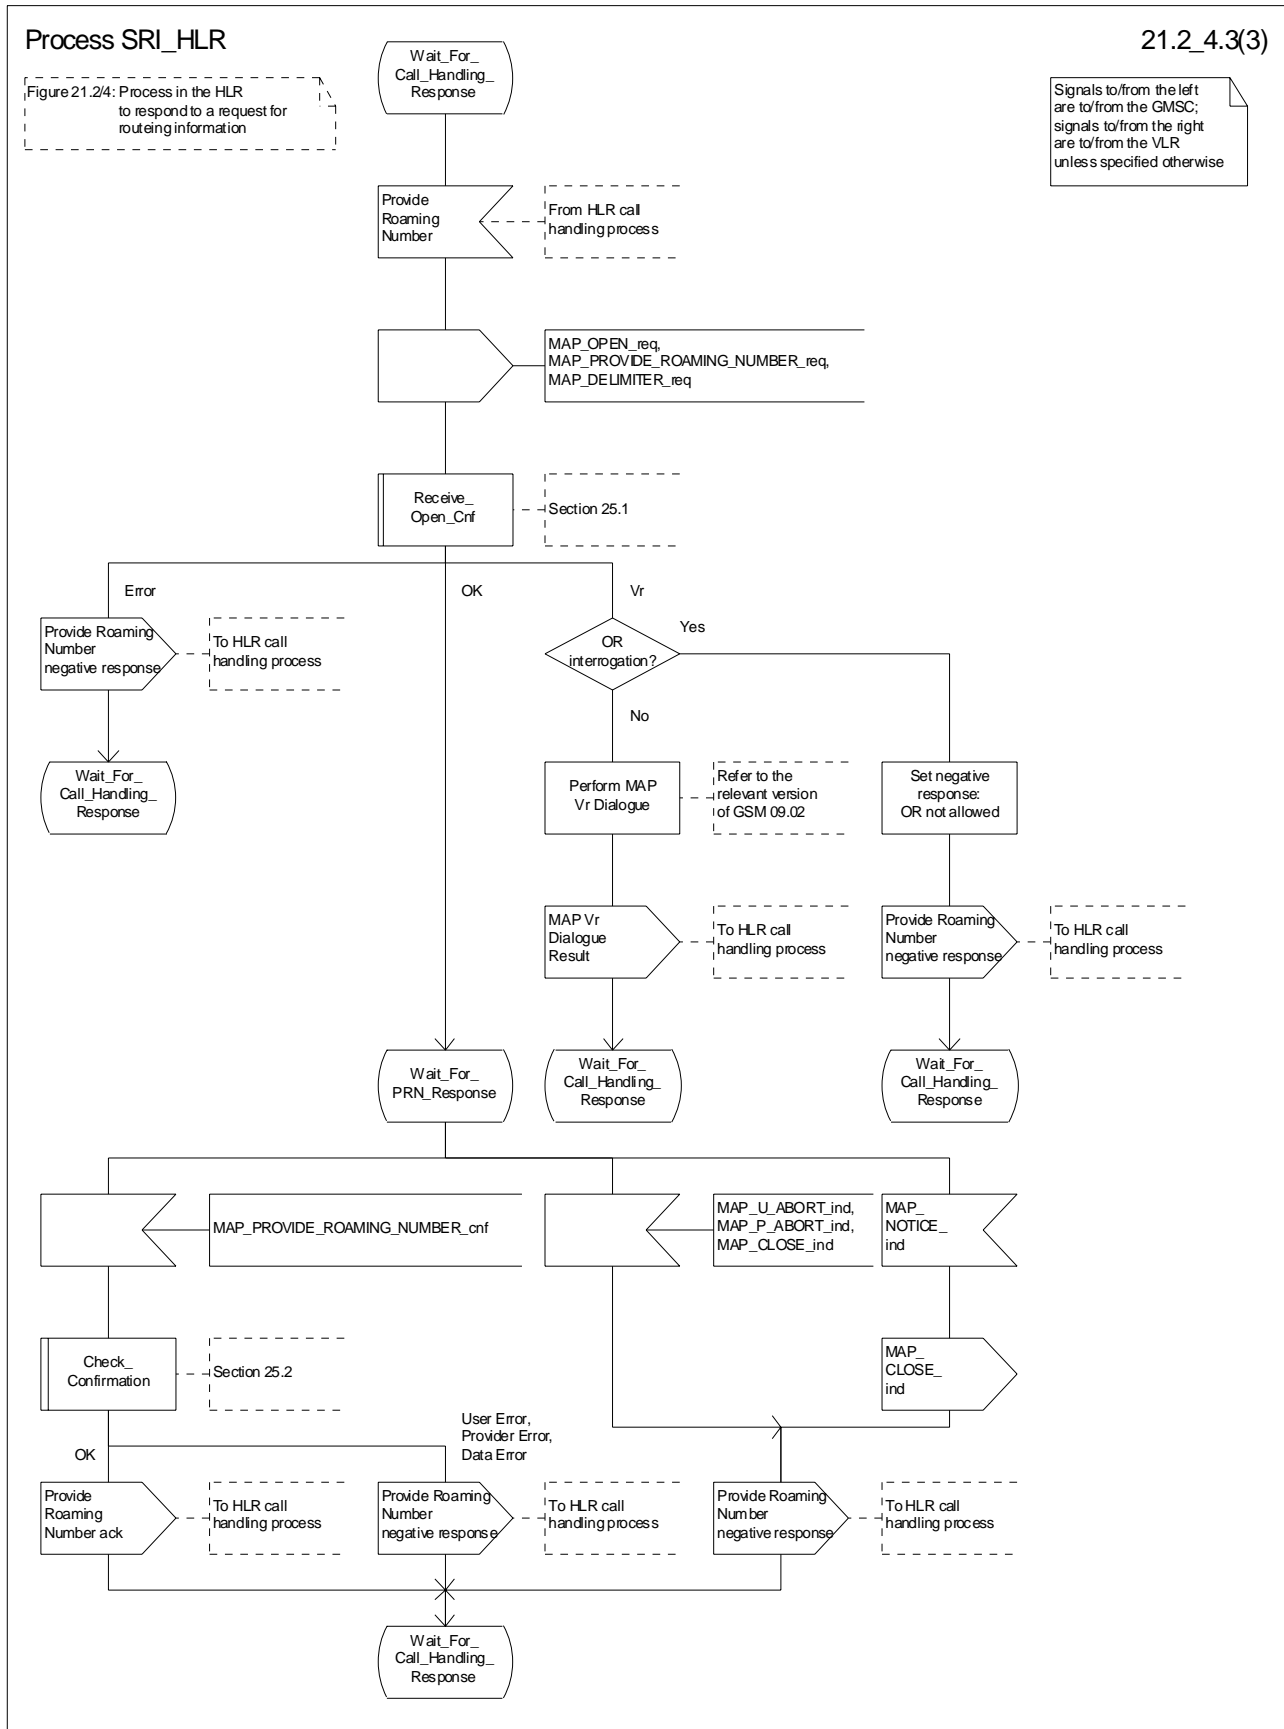 Process SRI_HLR
21.2_4.3(3)
Figure 21.2/4: Process in the HLR
to respond to a request for
routeing information
Signals to/from the left
are to/from the GMSC;
signals to/from the right
are to/from the VLR
unless specified otherwise
Wait_For_
Call_Handling_
Response
Provide
Roaming
Number
From HLR call
handling process
MAP_OPEN_req,
MAP_PROVIDE_ROAMING_NUMBER_req,
MAP_DELIMITER_req
Receive_
Open_Cnf
Section 25.1
Error
OK
Vr
Provide Roaming
Number
negative response
To HLR call
handling process
OR
interrogation?
Yes
No
Wait_For_
Call_Handling_
Response
Perform MAP
Vr Dialogue
Refer to the
relevant version
of GSM 09.02
Set negative
response:
OR not allowed
MAP Vr
Dialogue
Result
To HLR call
handling process
Provide Roaming
Number
negative response
To HLR call
handling process
Wait_For_
PRN_Response
Wait_For_
Call_Handling_
Response
Wait_For_
Call_Handling_
Response
MAP_PROVIDE_ROAMING_NUMBER_cnf
MAP_U_ABORT_ind,
MAP_P_ABORT_ind,
MAP_CLOSE_ind
MAP_
NOTICE_
ind
Check_
Confirmation
Section 25.2
MAP_
CLOSE_
ind
OK
User Error,
Provider Error,
Data Error
Provide
Roaming
Number ack
To HLR call
handling process
Provide Roaming
Number
negative response
To HLR call
handling process
Provide Roaming
Number
negative response
To HLR call
handling process
Wait_For_
Call_Handling_
Response